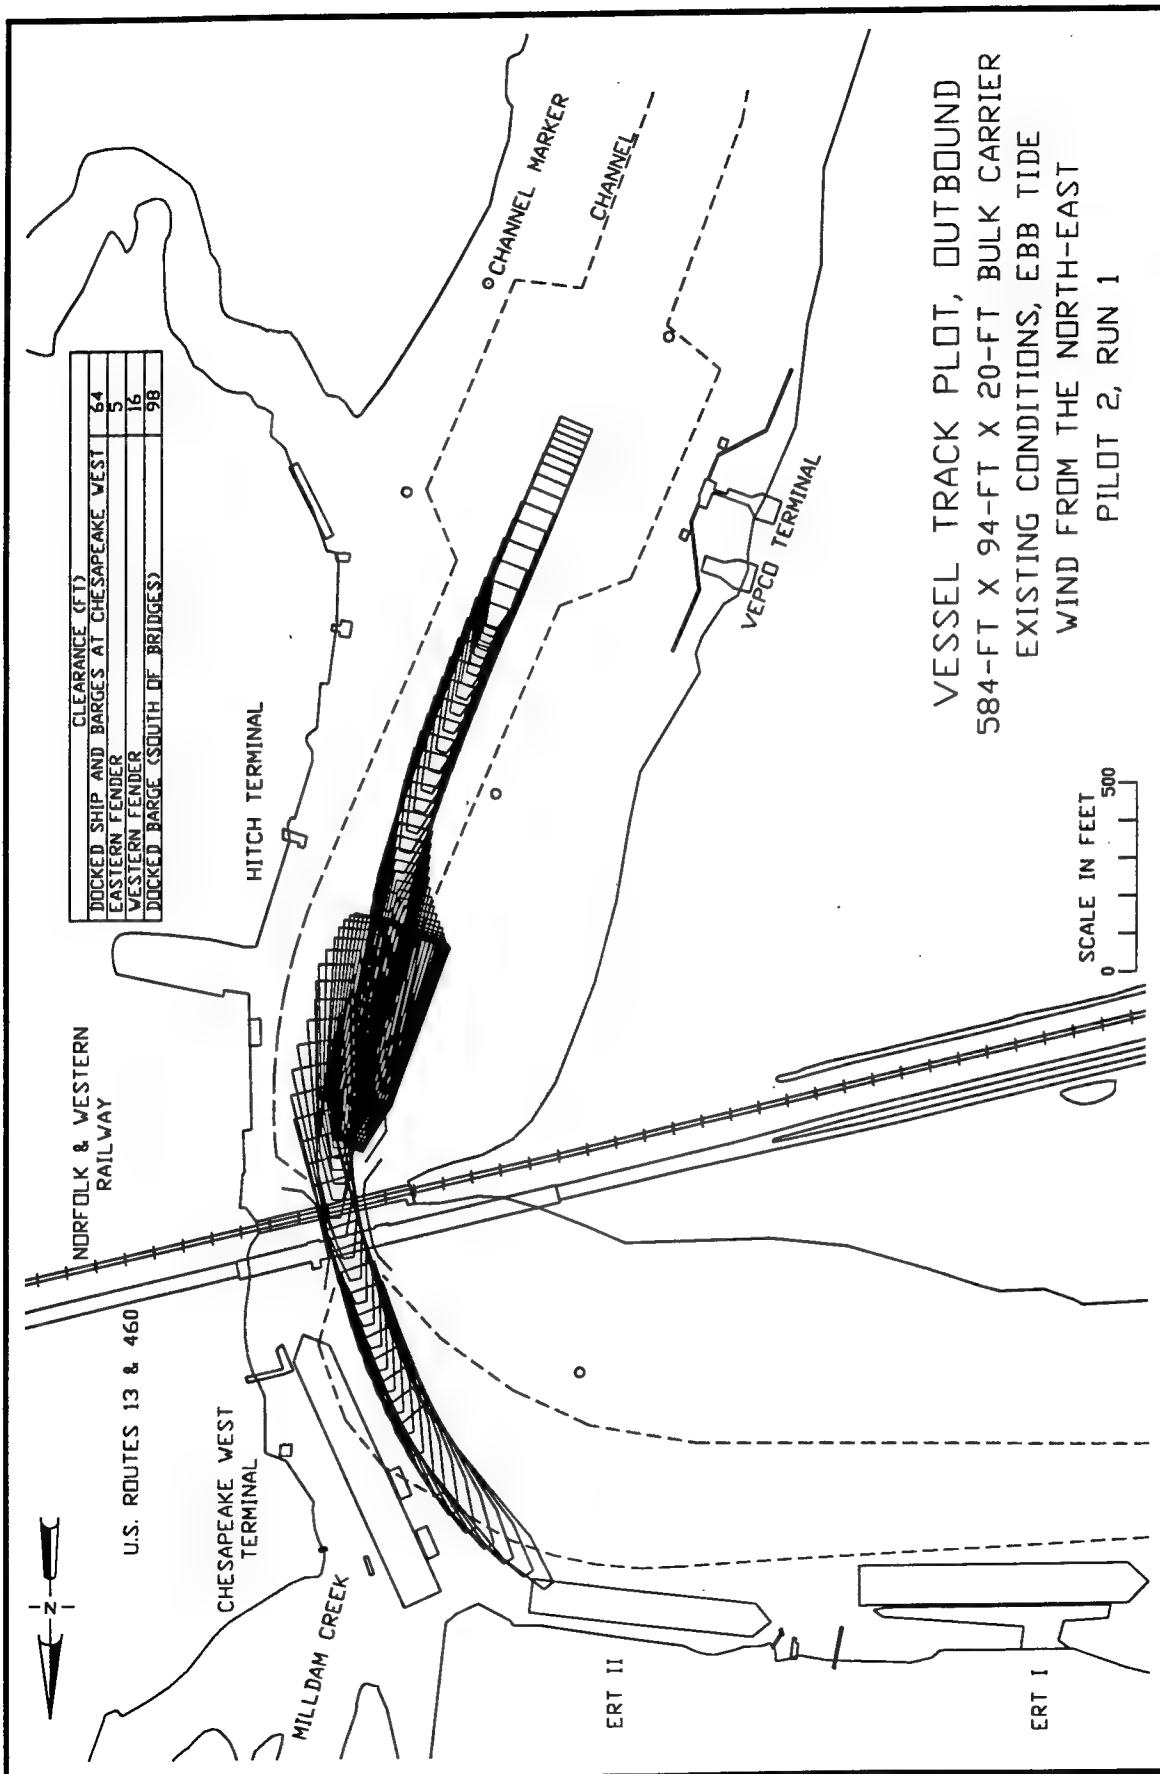 CLEARANCE (FT)
DOCKED SHIP AND BARGES AT CHESAPEAKE WEST 64
EASTERN FENDER 5
WESTERN FENDER 16
DOCKED BARGE (SOUTH OF BRIDGES) 98
N
U.S. ROUTES 13 & 460
NORFOLK & WESTERN
RAILWAY
HITCH TERMINAL
CHESAPEAKE WEST
TERMINAL
MILLDAM CREEK
CHANNEL MARKER
CHANNEL
VEPCO TERMINAL
ERT II
ERT I
SCALE IN FEET
0 500
VESSEL TRACK PLOT, OUTBOUND
584-FT X 94-FT X 20-FT BULK CARRIER
EXISTING CONDITIONS, EBB TIDE
WIND FROM THE NORTH-EAST
PILOT 2, RUN 1